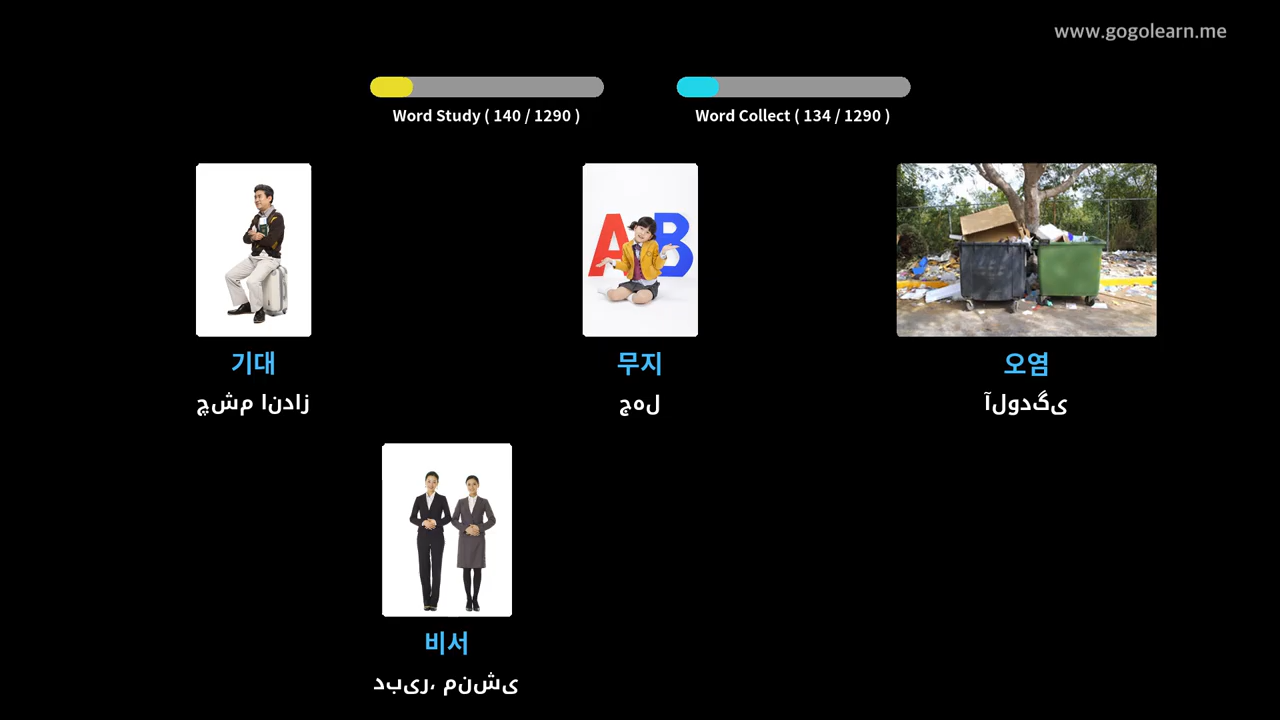 www.gogolearn.me
Word Study ( 140 / 1290 )
Word Collect ( 134 / 1290 )
기대
چشم انداز
무지
جهل
오염
آلودگی
비서
دبیر، منشی